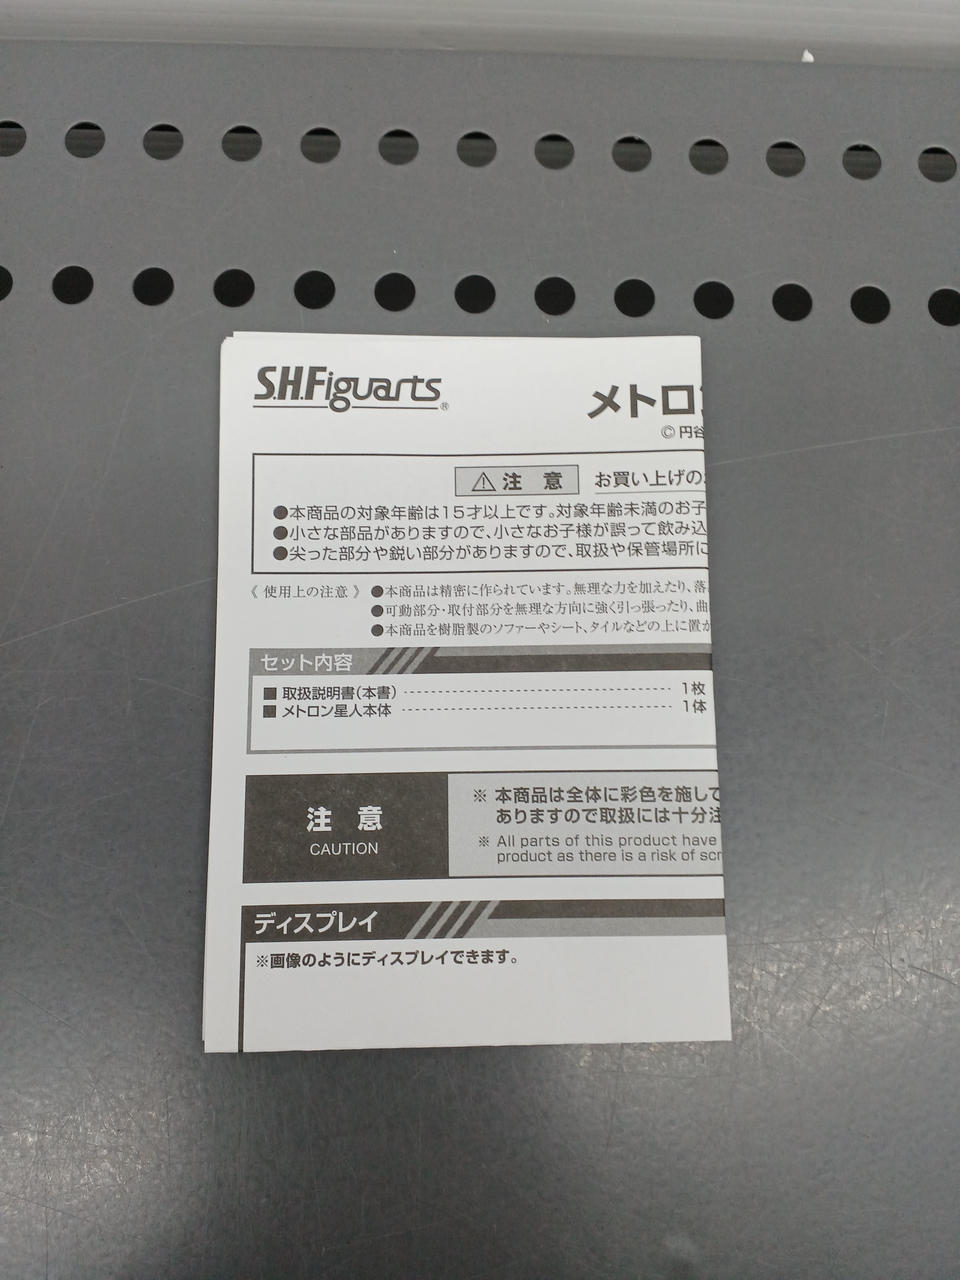 S.H.Figuarts®
メトロ
© 円谷
⚠ 注 意 お買い上げの
●本商品の対象年齢は15才以上です。対象年齢未満のお子
●小さな部品がありますので、小さなお子様が誤って飲み込
●尖った部分や鋭い部分がありますので、取扱や保管場所に
《 使用上の注意 》 ●本商品は精密に作られています。無理な力を加えたり、落
●可動部分・取付部分を無理な方向に強く引っ張ったり、曲
●本商品を樹脂製のソファーやシート、タイルなどの上に置か
セット内容
■ 取扱説明書(本書) 1枚
■ メトロン星人本体 1体
注 意
CAUTION
※ 本商品は全体に彩色を施して
ありますので取扱には十分注
※ All parts of this product have
product as there is a risk of scr
ディスプレイ
※画像のようにディスプレイできます。